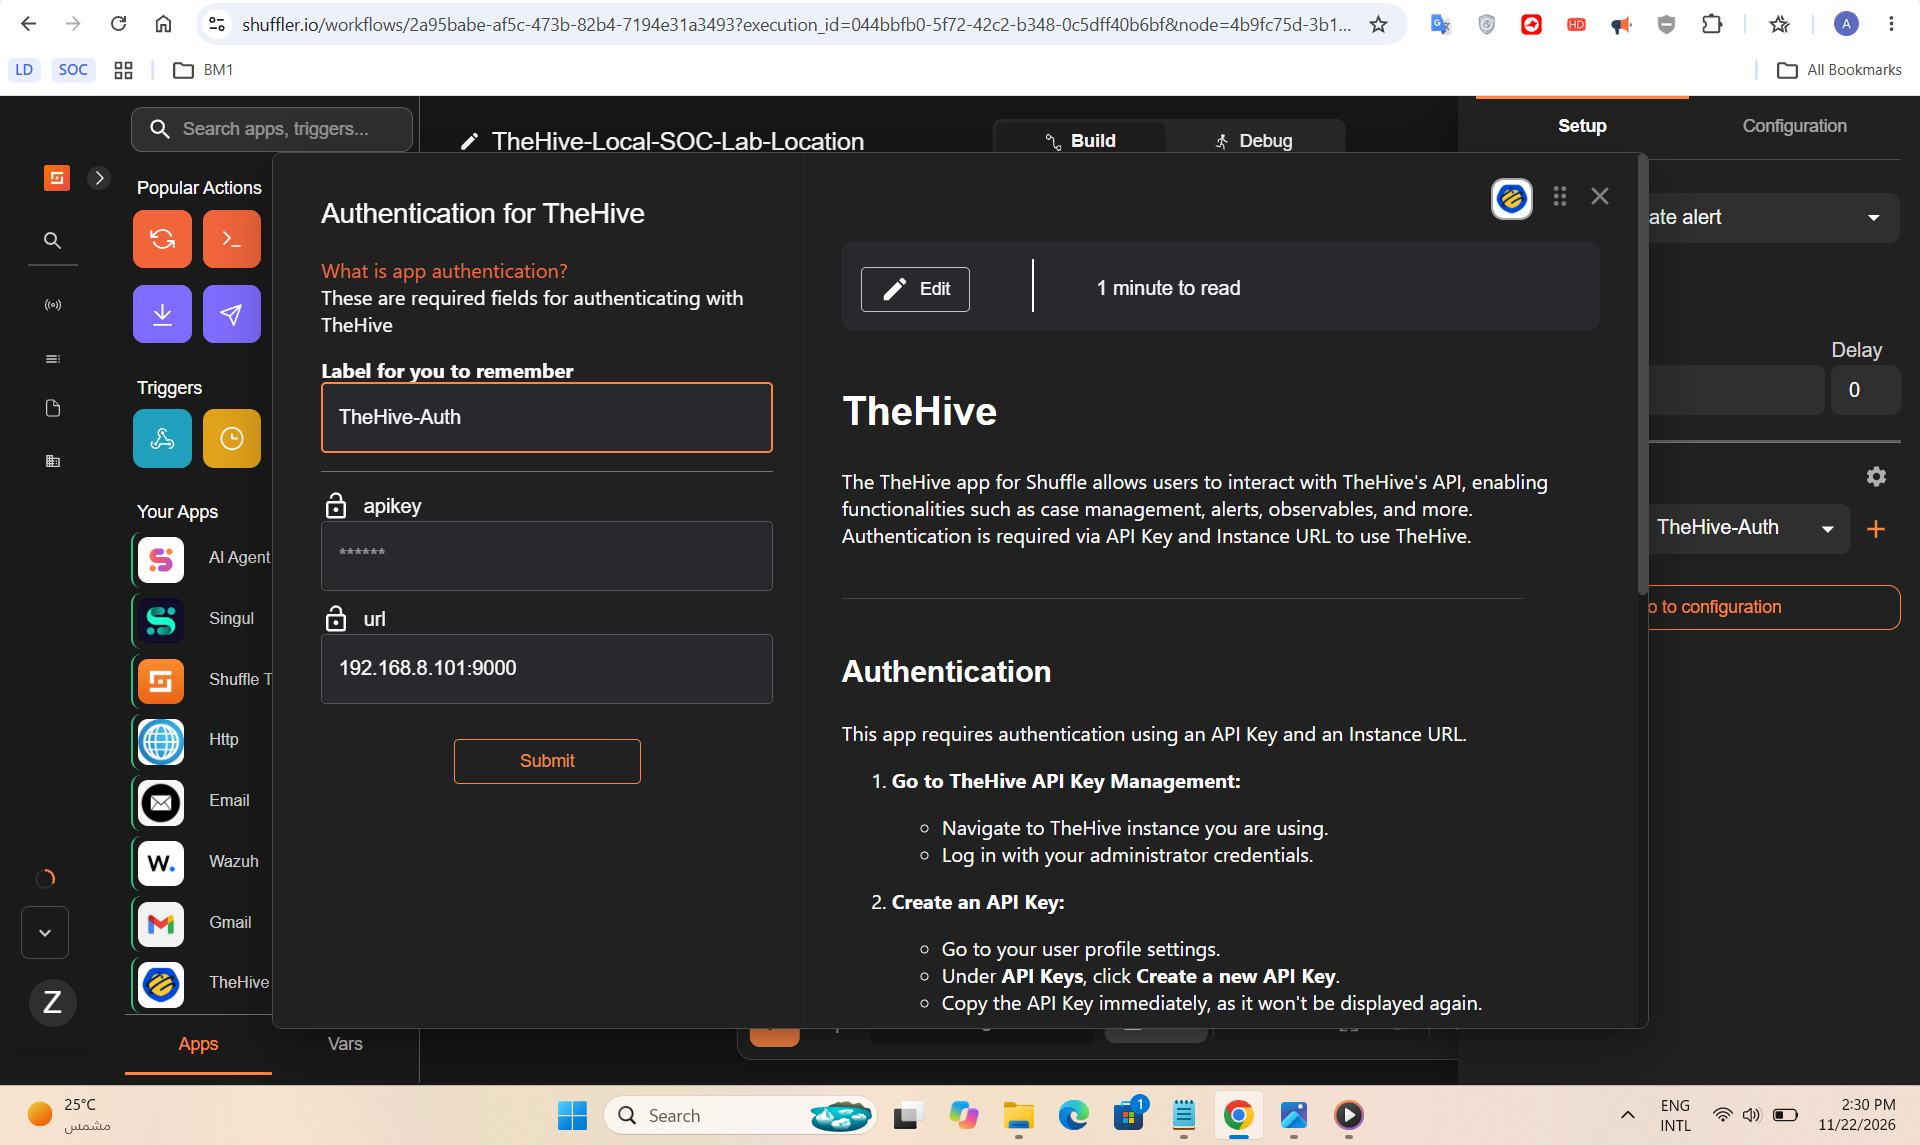 shuffler.io/workflows/2a95babe-af5c-473b-82b4-7194e31a3493?execution_id=044bbfb0-5f72-42c2-b348-0c5dff40b6bf&node=4b9fc75d-3b1...
HD
A
LD
SOC
BM1
All Bookmarks
Search apps, triggers...
TheHive-Local-SOC-Lab-Location
Build
Debug
Setup
Configuration
Popular Actions
Triggers
Your Apps
AI Agent
Singul
Shuffle T
Http
Email
W.
Wazuh
Gmail
TheHive
Z
Apps
Vars
Authentication for TheHive
What is app authentication?
These are required fields for authenticating with
TheHive
Label for you to remember
TheHive-Auth
apikey
******
url
192.168.8.101:9000
Submit
Edit
1 minute to read
TheHive
The TheHive app for Shuffle allows users to interact with TheHive's API, enabling
functionalities such as case management, alerts, observables, and more.
Authentication is required via API Key and Instance URL to use TheHive.
Authentication
This app requires authentication using an API Key and an Instance URL.
1. Go to TheHive API Key Management:
Navigate to TheHive instance you are using.
Log in with your administrator credentials.
2. Create an API Key:
Go to your user profile settings.
Under API Keys, click Create a new API Key.
Copy the API Key immediately, as it won't be displayed again.
ate alert
Delay
0
TheHive-Auth
o to configuration
25°C
مشمس
Search
1
ENG
INTL
2:30 PM
11/22/2026